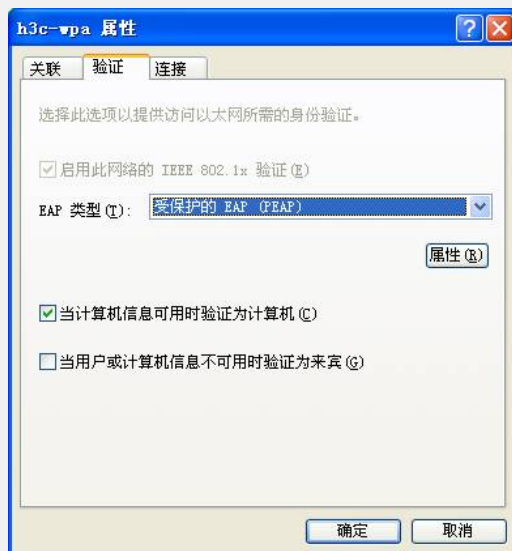 h3c-wpa 属性
关联 验证 连接
选择此选项以提供访问以太网所需的身份验证。
启用此网络的 IEEE 802.1x 验证(E)
EAP 类型(T): 受保护的 EAP (PEAP)
属性(R)
当计算机信息可用时验证为计算机(C)
当用户或计算机信息不可用时验证为来宾(G)
确定 取消